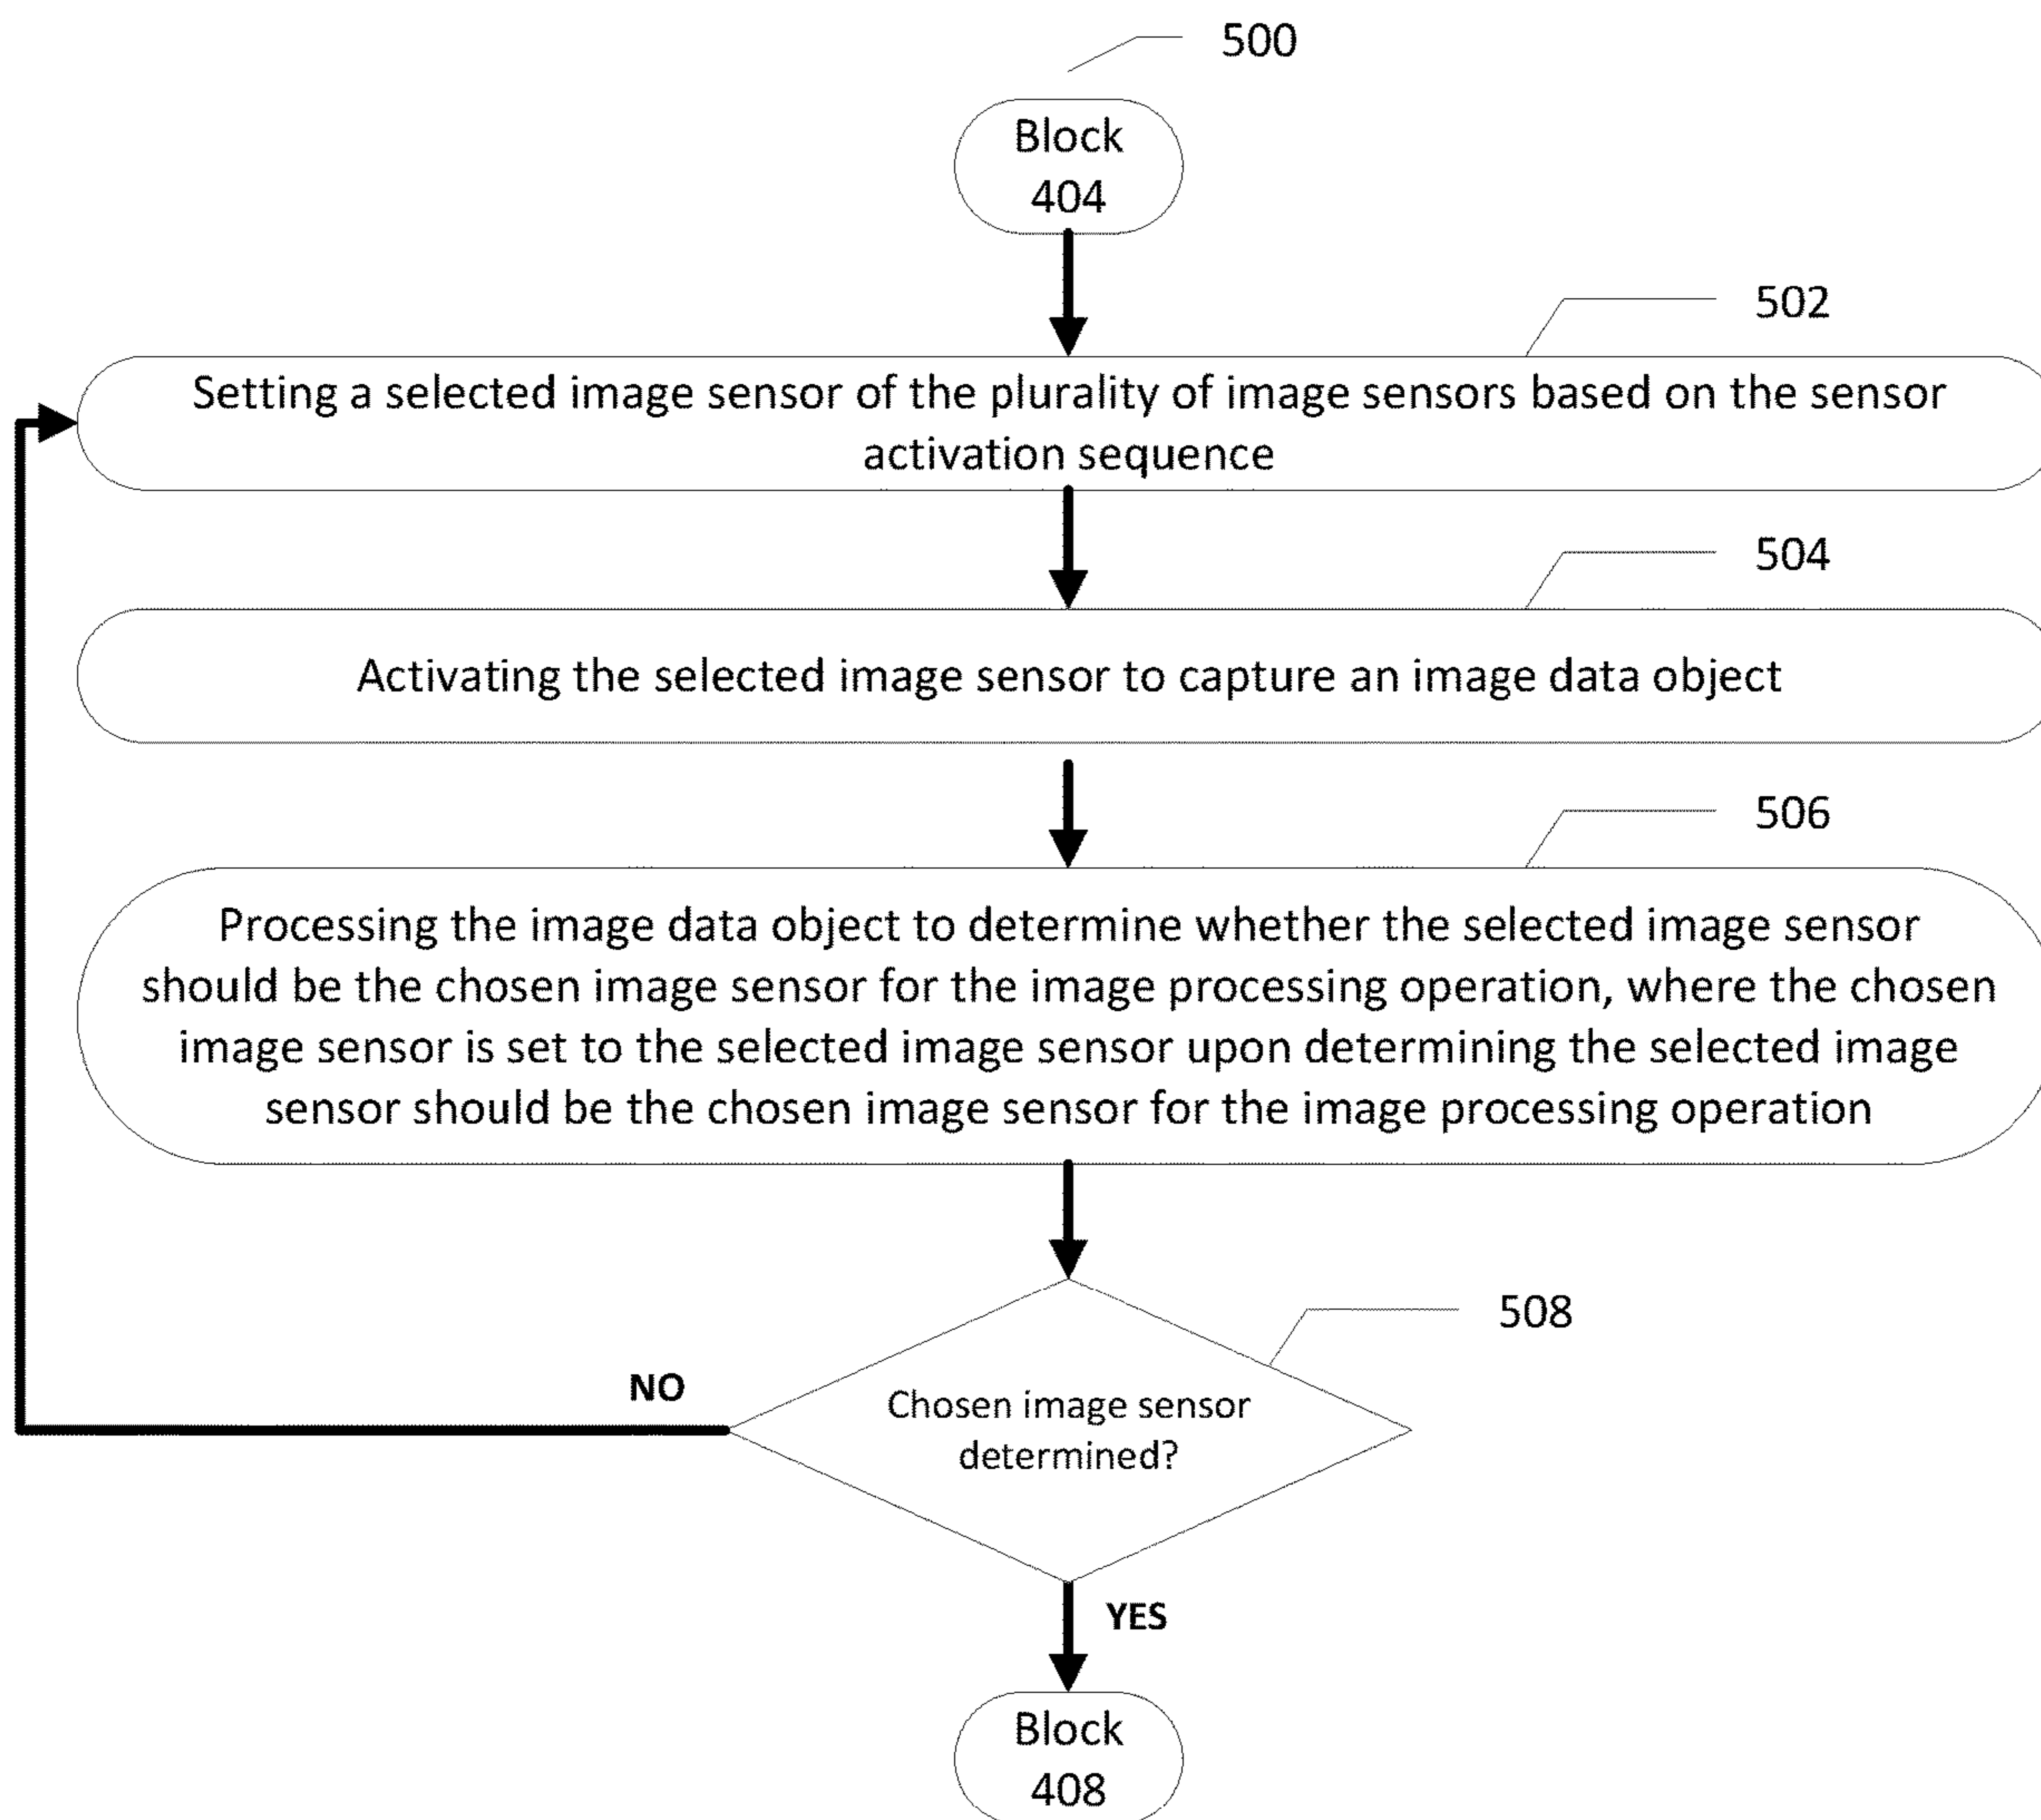 500
Block
404
502
Setting a selected image sensor of the plurality of image sensors based on the sensor
activation sequence
504
Activating the selected image sensor to capture an image data object
506
Processing the image data object to determine whether the selected image sensor
should be the chosen image sensor for the image processing operation, where the chosen
image sensor is set to the selected image sensor upon determining the selected image
sensor should be the chosen image sensor for the image processing operation
508
NO
Chosen image sensor
determined?
YES
Block
408